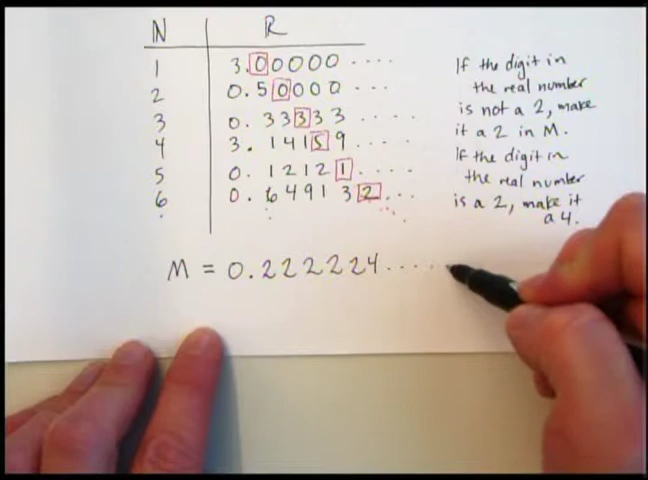 N R
1 3.00000 ....
2 0.50000 ....
3 0.33333 ....
4 3.14159 ....
5 0.12121 ....
6 0.649132 ...
If the digit in
the real number
is not a 2, make
it a 2 in M.
If the digit in
the real number
is a 2, make it
a 4.
M = 0.222224.....